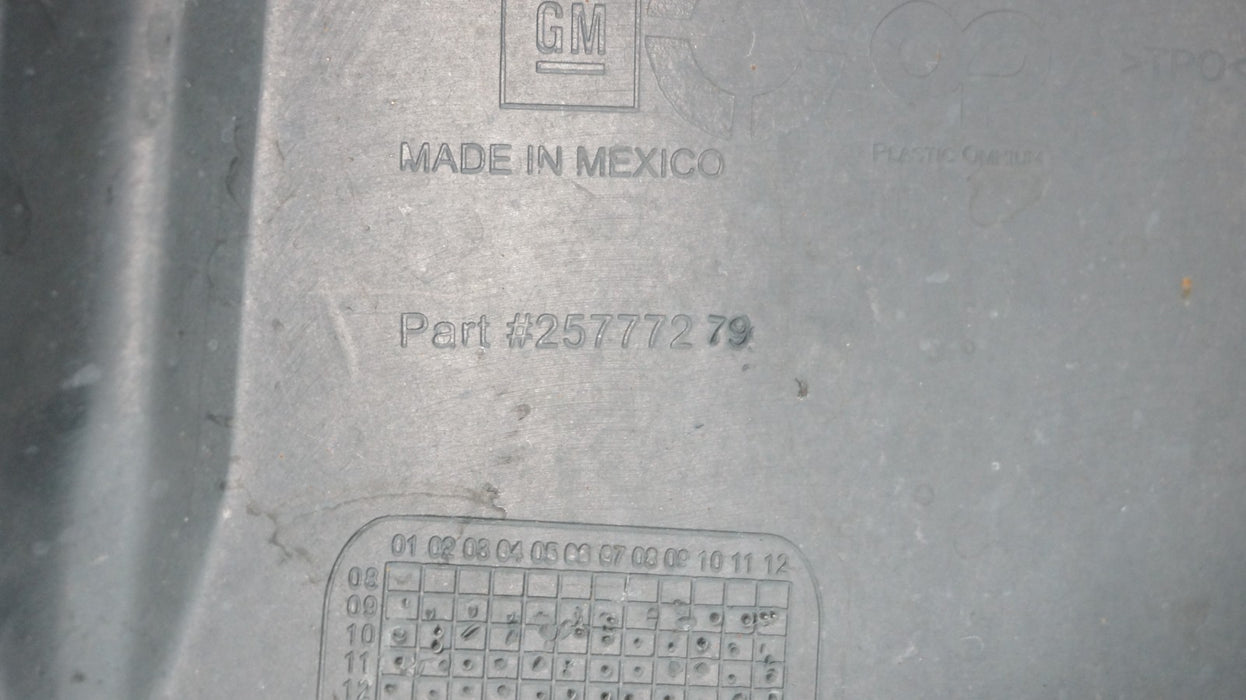 GM
>TPO<
MADE IN MEXICO
PLASTIC OMNIUM
Part #25777279
01 02 03 04 05 06 07 08 09 10 11 12
08
09
10
11
12